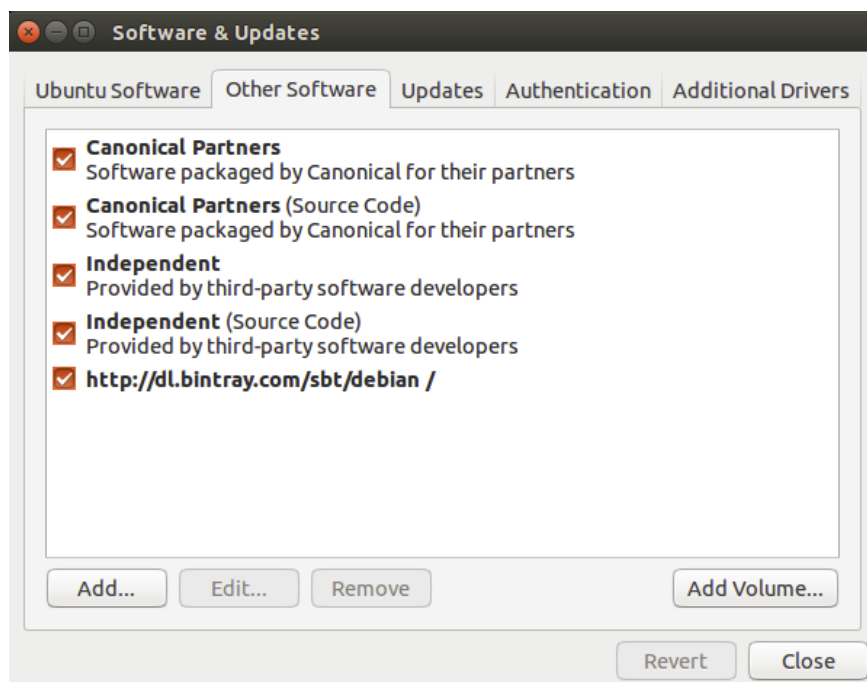 Software & Updates
Ubuntu Software Other Software Updates Authentication Additional Drivers
Canonical Partners
Software packaged by Canonical for their partners
Canonical Partners (Source Code)
Software packaged by Canonical for their partners
Independent
Provided by third-party software developers
Independent (Source Code)
Provided by third-party software developers
http://dl.bintray.com/sbt/debian /
Add... Edit... Remove Add Volume...
Revert Close